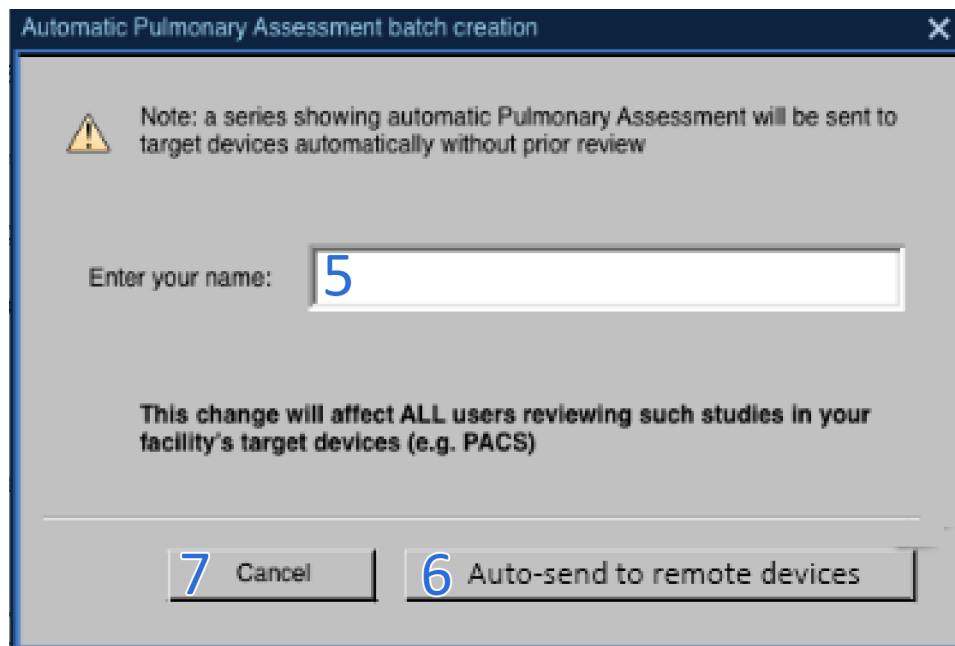 Automatic Pulmonary Assessment batch creation
Note: a series showing automatic Pulmonary Assessment will be sent to
target devices automatically without prior review
Enter your name: 5
This change will affect ALL users reviewing such studies in your
facility's target devices (e.g. PACS)
7 Cancel 6 Auto-send to remote devices